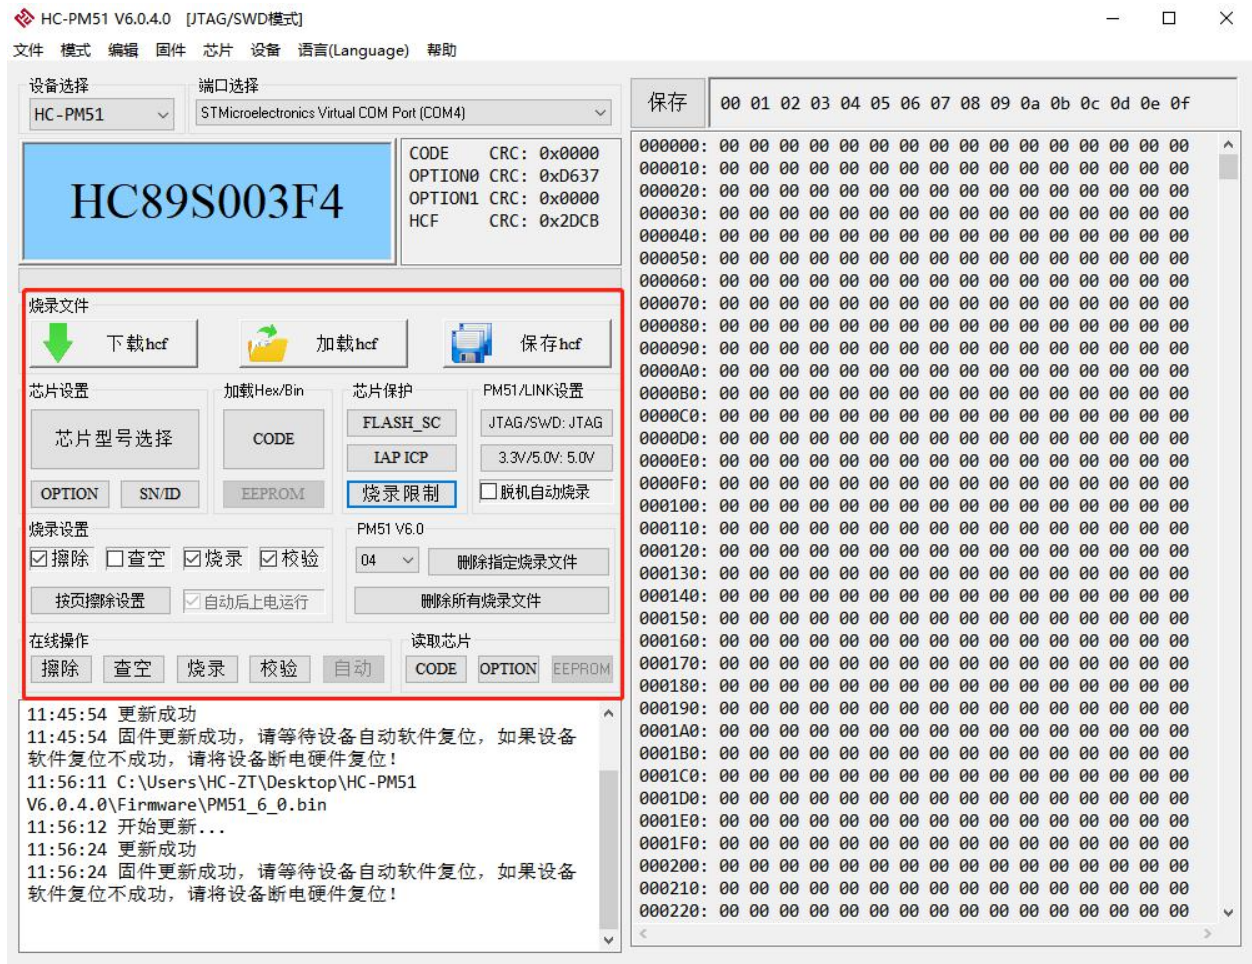 HC-PM51 V6.0.4.0 [JTAG/SWD模式]
文件 模式 编辑 固件 芯片 设备 语言(Language) 帮助
设备选择 端口选择
HC-PM51 STMicroelectronics Virtual COM Port (COM4)
HC89S003F4
CODE CRC: 0x0000
OPTION0 CRC: 0xD637
OPTION1 CRC: 0x0000
HCF CRC: 0x2DCB
烧录文件
下载hcf 加载hcf 保存hcf
芯片设置 加载Hex/Bin 芯片保护 PM51/LINK设置
芯片型号选择 CODE FLASH_SC JTAG/SWD: JTAG
IAP ICP 3.3V/5.0V: 5.0V
OPTION SN/ID EEPROM 烧录限制 脱机自动烧录
烧录设置 PM51 V6.0
擦除 查空 烧录 校验 04 删除指定烧录文件
按页擦除设置 自动后上电运行 删除所有烧录文件
在线操作 读取芯片
擦除 查空 烧录 校验 自动 CODE OPTION EEPROM
11:45:54 更新成功
11:45:54 固件更新成功, 请等待设备自动软件复位, 如果设备
软件复位不成功, 请将设备断电硬件复位!
11:56:11 C:\Users\HC-ZT\Desktop\HC-PM51
V6.0.4.0\Firmware\PM51_6_0.bin
11:56:12 开始更新...
11:56:24 更新成功
11:56:24 固件更新成功, 请等待设备自动软件复位, 如果设备
软件复位不成功, 请将设备断电硬件复位!
保存 00 01 02 03 04 05 06 07 08 09 0a 0b 0c 0d 0e 0f
000000: 00 00 00 00 00 00 00 00 00 00 00 00 00 00 00 00
000010: 00 00 00 00 00 00 00 00 00 00 00 00 00 00 00 00
000020: 00 00 00 00 00 00 00 00 00 00 00 00 00 00 00 00
000030: 00 00 00 00 00 00 00 00 00 00 00 00 00 00 00 00
000040: 00 00 00 00 00 00 00 00 00 00 00 00 00 00 00 00
000050: 00 00 00 00 00 00 00 00 00 00 00 00 00 00 00 00
000060: 00 00 00 00 00 00 00 00 00 00 00 00 00 00 00 00
000070: 00 00 00 00 00 00 00 00 00 00 00 00 00 00 00 00
000080: 00 00 00 00 00 00 00 00 00 00 00 00 00 00 00 00
000090: 00 00 00 00 00 00 00 00 00 00 00 00 00 00 00 00
0000A0: 00 00 00 00 00 00 00 00 00 00 00 00 00 00 00 00
0000B0: 00 00 00 00 00 00 00 00 00 00 00 00 00 00 00 00
0000C0: 00 00 00 00 00 00 00 00 00 00 00 00 00 00 00 00
0000D0: 00 00 00 00 00 00 00 00 00 00 00 00 00 00 00 00
0000E0: 00 00 00 00 00 00 00 00 00 00 00 00 00 00 00 00
0000F0: 00 00 00 00 00 00 00 00 00 00 00 00 00 00 00 00
000100: 00 00 00 00 00 00 00 00 00 00 00 00 00 00 00 00
000110: 00 00 00 00 00 00 00 00 00 00 00 00 00 00 00 00
000120: 00 00 00 00 00 00 00 00 00 00 00 00 00 00 00 00
000130: 00 00 00 00 00 00 00 00 00 00 00 00 00 00 00 00
000140: 00 00 00 00 00 00 00 00 00 00 00 00 00 00 00 00
000150: 00 00 00 00 00 00 00 00 00 00 00 00 00 00 00 00
000160: 00 00 00 00 00 00 00 00 00 00 00 00 00 00 00 00
000170: 00 00 00 00 00 00 00 00 00 00 00 00 00 00 00 00
000180: 00 00 00 00 00 00 00 00 00 00 00 00 00 00 00 00
000190: 00 00 00 00 00 00 00 00 00 00 00 00 00 00 00 00
0001A0: 00 00 00 00 00 00 00 00 00 00 00 00 00 00 00 00
0001B0: 00 00 00 00 00 00 00 00 00 00 00 00 00 00 00 00
0001C0: 00 00 00 00 00 00 00 00 00 00 00 00 00 00 00 00
0001D0: 00 00 00 00 00 00 00 00 00 00 00 00 00 00 00 00
0001E0: 00 00 00 00 00 00 00 00 00 00 00 00 00 00 00 00
0001F0: 00 00 00 00 00 00 00 00 00 00 00 00 00 00 00 00
000200: 00 00 00 00 00 00 00 00 00 00 00 00 00 00 00 00
000210: 00 00 00 00 00 00 00 00 00 00 00 00 00 00 00 00
000220: 00 00 00 00 00 00 00 00 00 00 00 00 00 00 00 00